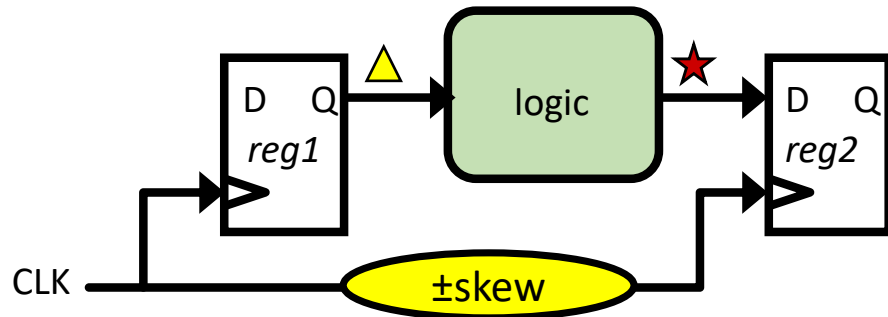 D Q
reg1
logic
D Q
reg2
CLK
±skew